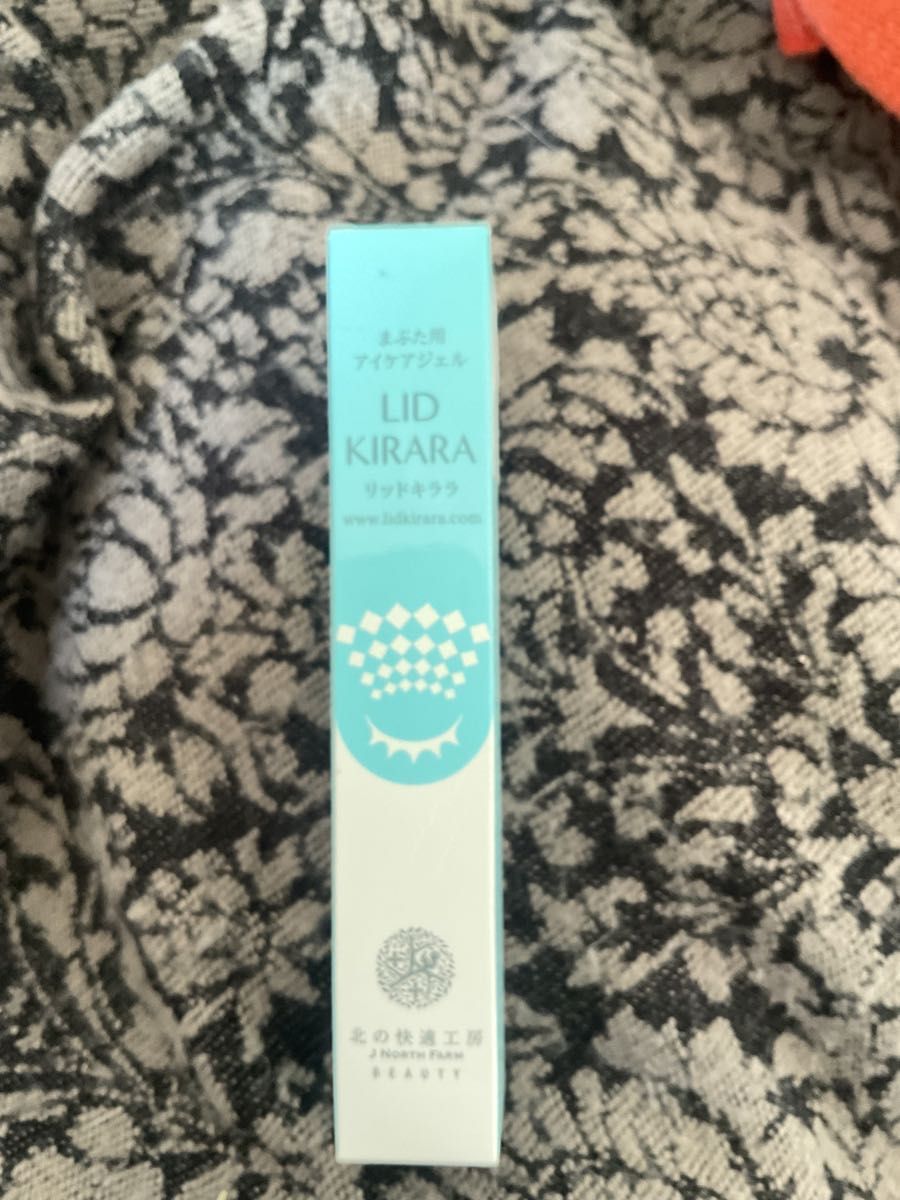 まぶた用
アイケアジェル
LID
KIRARA
リッドキララ
www.lidkirara.com
北の快適工房
J NORTH FARM
BEAUTY